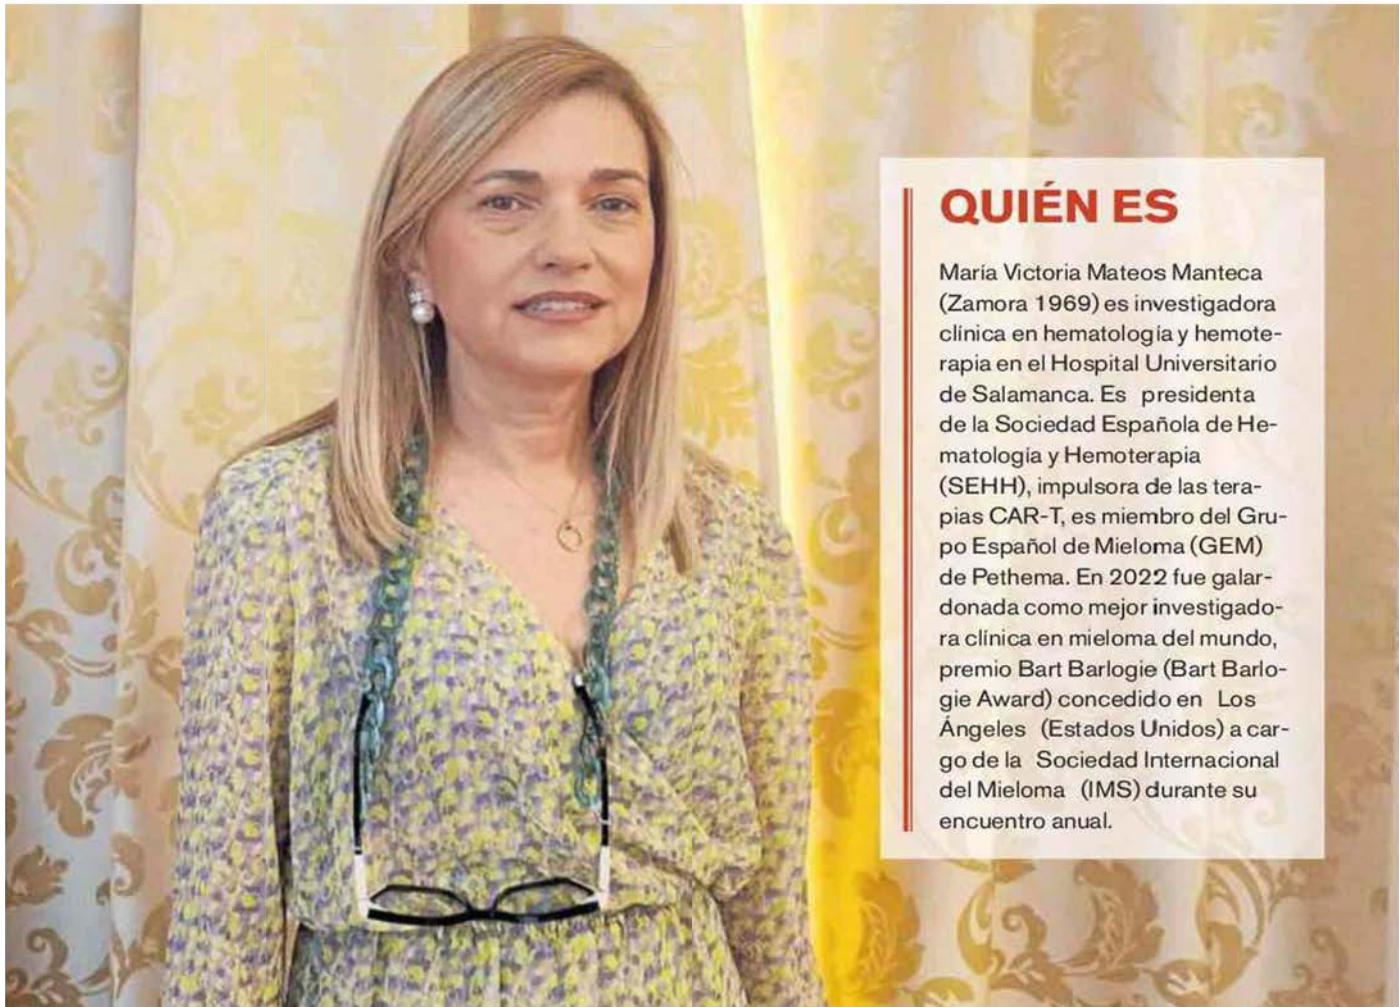 QUIÉN ES
María Victoria Mateos Manteca
(Zamora 1969) es investigadora
clínica en hematología y hemote-
rapia en el Hospital Universitario
de Salamanca. Es presidenta
de la Sociedad Española de He-
matología y Hemoterapia
(SEHH), impulsora de las tera-
pias CAR-T, es miembro del Gru-
po Español de Mieloma (GEM)
de Pethema. En 2022 fue galar-
donada como mejor investigado-
ra clínica en mieloma del mundo,
premio Bart Barlogie (Bart Barlo-
gie Award) concedido en Los
Ángeles (Estados Unidos) a car-
go de la Sociedad Internacional
del Mieloma (IMS) durante su
encuentro anual.